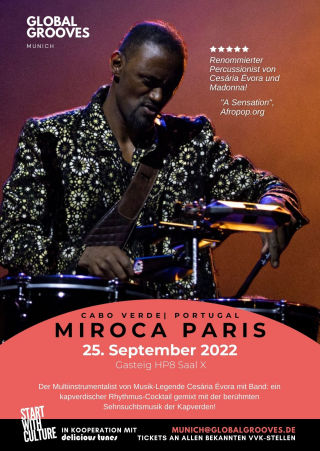 GLOBAL
GROOVES
MUNICH
Renommierter
Percussionist von
Cesária Évora und
Madonna!
"A Sensation",
Afropop.org
CABO VERDE| PORTUGAL
MIROCA PARIS
25. September 2022
Gasteig HP8 Saal X
Der Multiinstrumentalist von Musik-Legende Cesária Évora mit Band: ein
kapverdischer Rhythmus-Cocktail gemixt mit der berühmten
Sehnsuchtsmusik der Kapverden!
START
WITH
CULTURE
IN KOOPERATION MIT
delicious tunes
MUNICH@GLOBALGROOVES.DE
TICKETS AN ALLEN BEKANNTEN VVK-STELLEN